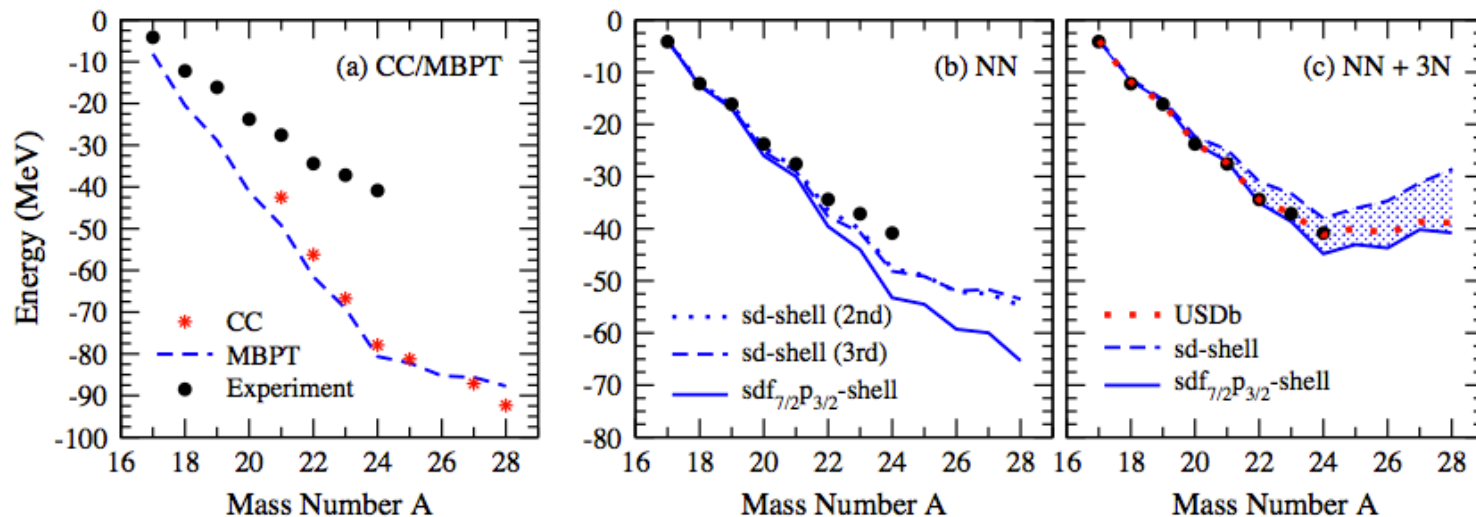 Energy (MeV)
0
-10
-20
-30
-40
-50
-60
-70
-80
-90
-100
16 18 20 22 24 26 28
Mass Number A
(a) CC/MBPT
CC
MBPT
Experiment
0
-10
-20
-30
-40
-50
-60
-70
-80
16 18 20 22 24 26 28
Mass Number A
(b) NN
sd-shell (2nd)
sd-shell (3rd)
sdf7/2p3/2-shell
16 18 20 22 24 26 28
Mass Number A
(c) NN + 3N
USDb
sd-shell
sdf7/2p3/2-shell